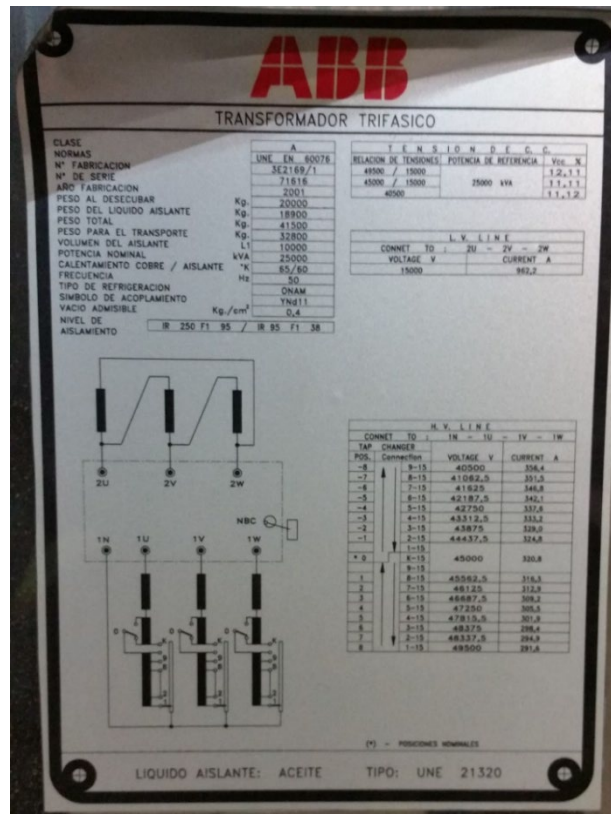 ABB
TRANSFORMADOR TRIFASICO
CLASE A
NORMAS UNE EN 60076
Nº FABRICACION 3E2169/1
Nº DE SERIE 71616
AÑO FABRICACION 2001
PESO AL DESECUBAR Kg. 20000
PESO DEL LIQUIDO AISLANTE Kg. 18900
PESO TOTAL Kg. 41500
PESO PARA EL TRANSPORTE Kg. 32800
VOLUMEN DEL AISLANTE L1 10000
POTENCIA NOMINAL kVA 25000
CALENTAMIENTO COBRE / AISLANTE °K 65/60
FRECUENCIA Hz 50
TIPO DE REFRIGERACION ONAM
SIMBOLO DE ACOPLAMIENTO YNd11
VACIO ADMISIBLE Kg./cm² 0,4
NIVEL DE AISLAMIENTO IR 250 F1 95 / IR 95 F1 38
TENSION DE C. C.
RELACION DE TENSIONES POTENCIA DE REFERENCIA Vcc %
49500 / 15000 12,11
45000 / 15000 35000 kVA 11,11
40500 11,12
L.V. LINE
CONNET TO : 2U - 2V - 2W
VOLTAGE V CURRENT A
15000 962,2
2U 2V 2W
NBC
1N 1U 1V 1W
H.V. LINE
CONNET TO : 1N - 1U - 1V - 1W
TAP CHANGER
POS. Connection VOLTAGE V CURRENT A
-8 9-15 40500 356,4
-7 8-15 41062,5 351,5
-6 7-15 41625 346,8
-5 6-15 42187,5 342,1
-4 5-15 42750 337,6
-3 4-15 43312,5 333,2
-2 3-15 43875 329,0
-1 2-15 44437,5 324,8
1-15
* 0 K-15 45000 320,8
9-15
1 8-15 45562,5 316,3
2 7-15 46125 312,9
3 6-15 46687,5 309,2
4 5-15 47250 305,5
5 4-15 47815,5 301,9
6 3-15 48375 298,4
7 2-15 48337,5 294,9
8 1-15 49500 291,6
(*) - POSICIONES NOMINALES
LIQUIDO AISLANTE: ACEITE TIPO: UNE 21320